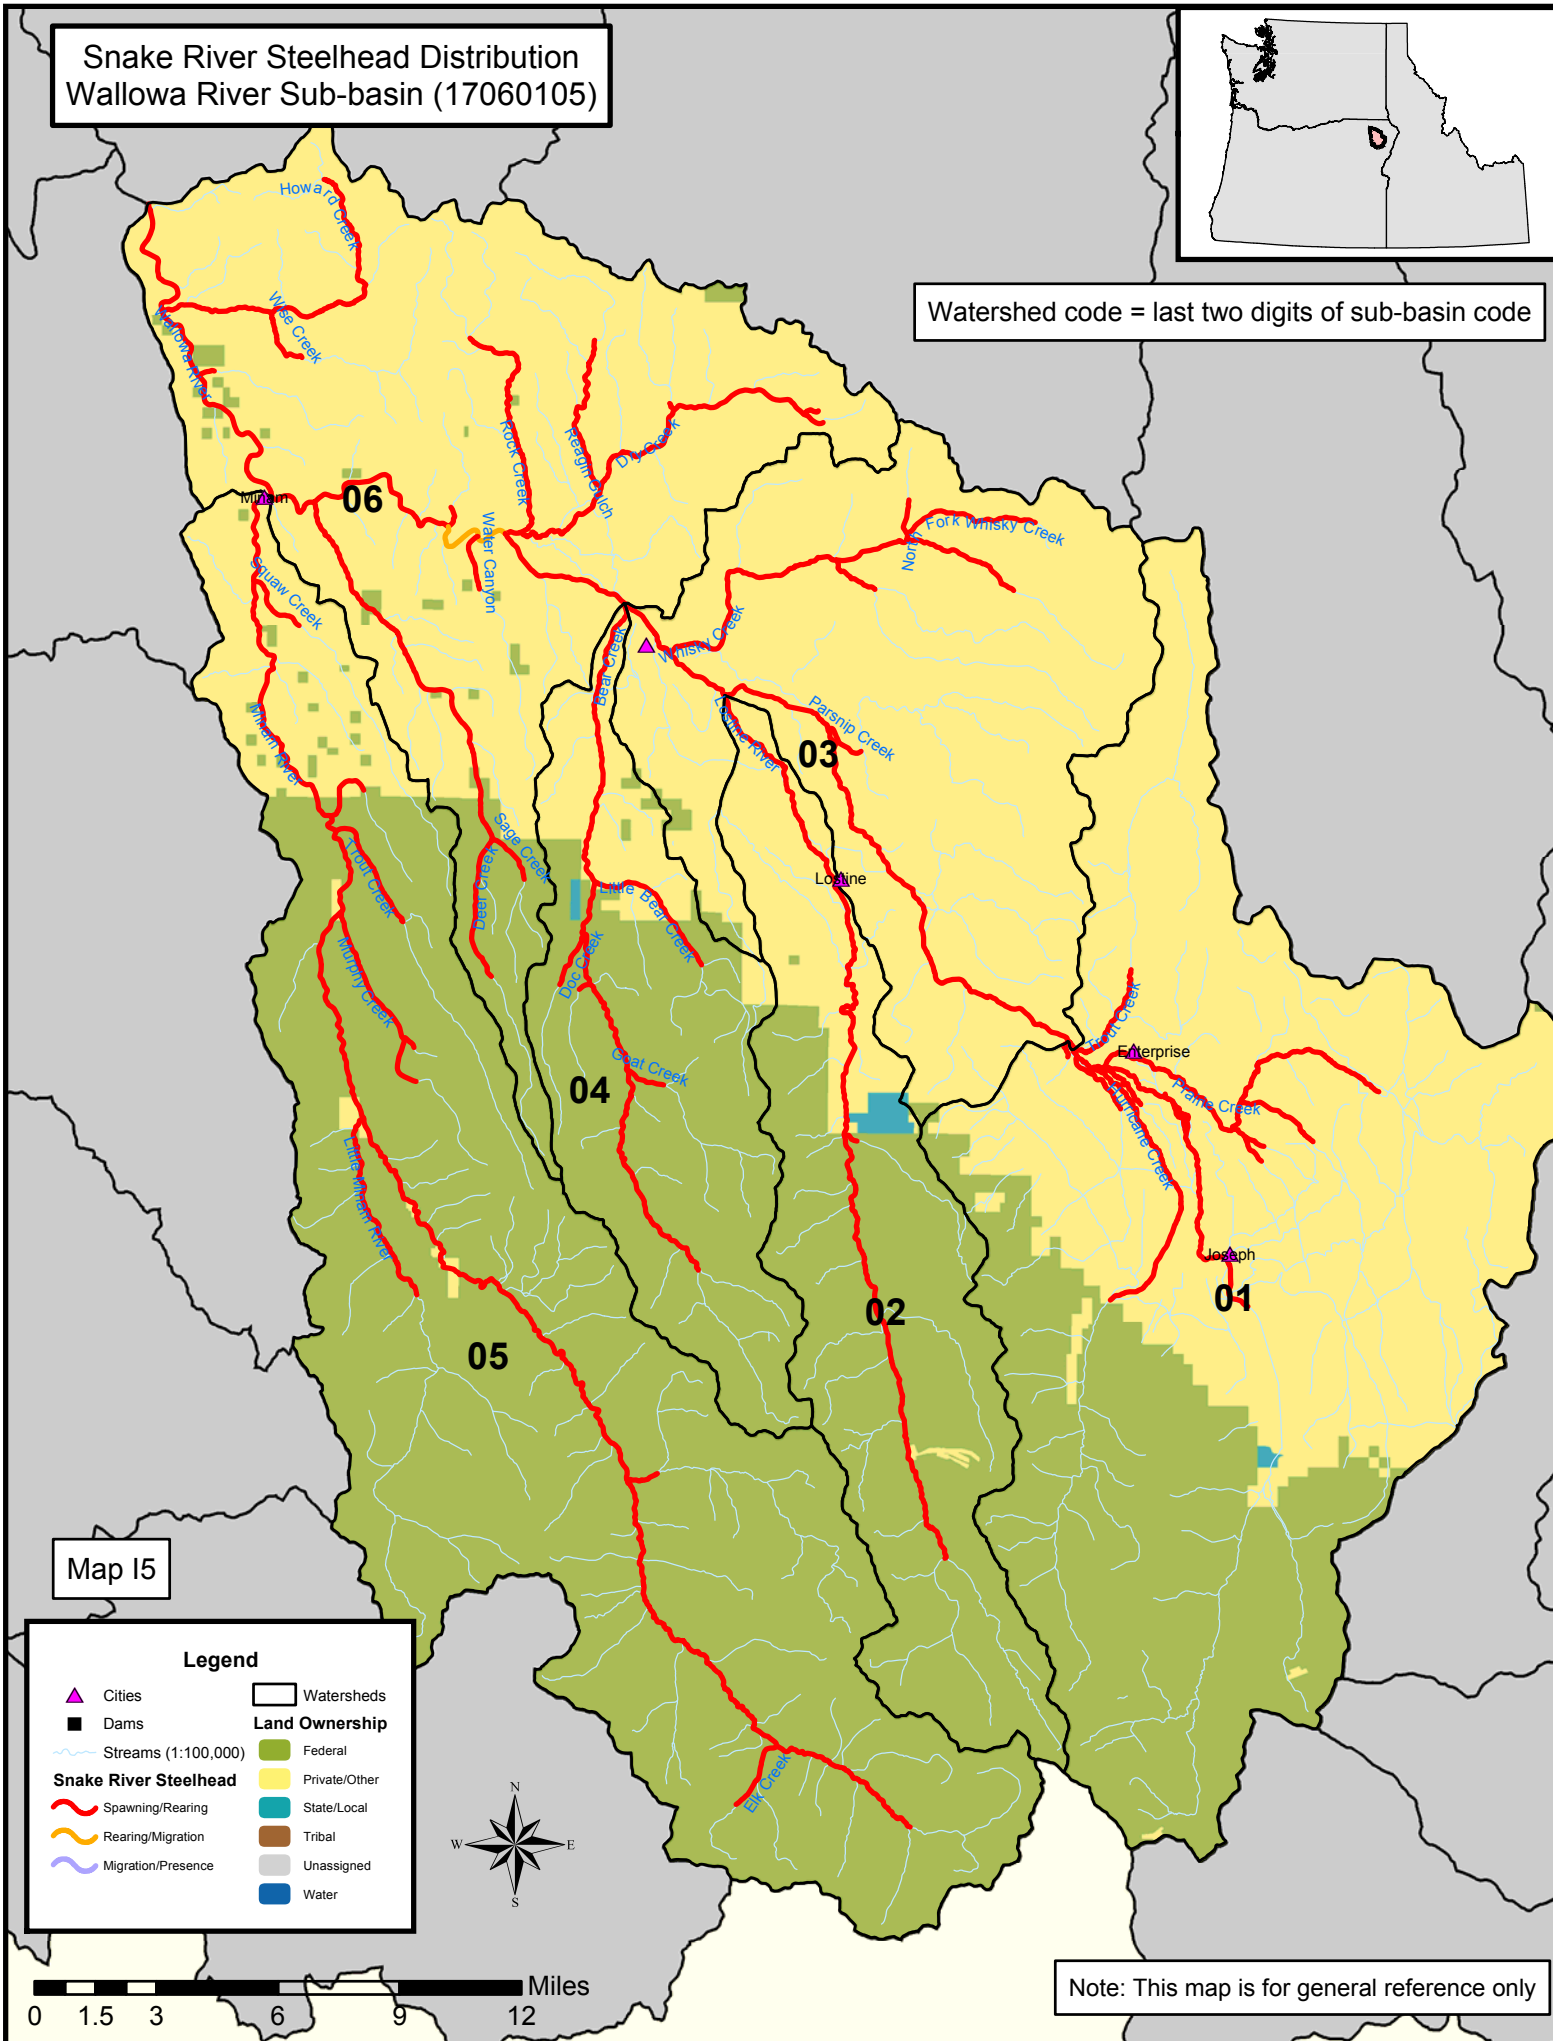 Snake River Steelhead Distribution
Wallowa River Sub-basin (17060105)
Watershed code = last two digits of sub-basin code
Howard Creek
Wise Creek
Wallowa River
Rock Creek
Reagin Gulch
Dry Creek
Minam
06
Water Canyon
North Fork Whisky Creek
Squaw Creek
Bear Creek
Whisky Creek
Minam River
Lostine River
Parsnip Creek
03
Trout Creek
Sage Creek
Deer Creek
Lostine
Little Bear Creek
Murphy Creek
Doc Creek
Trout Creek
Enterprise
Goat Creek
04
Prairie Creek
Hurricane Creek
Little Minam River
Joseph
01
02
05
Elk Creek
Map I5
Legend
Cities
Dams
Streams (1:100,000)
Snake River Steelhead
Spawning/Rearing
Rearing/Migration
Migration/Presence
Watersheds
Land Ownership
Federal
Private/Other
State/Local
Tribal
Unassigned
Water
N
W
E
S
Miles
0 1.5 3 6 9 12
Note: This map is for general reference only